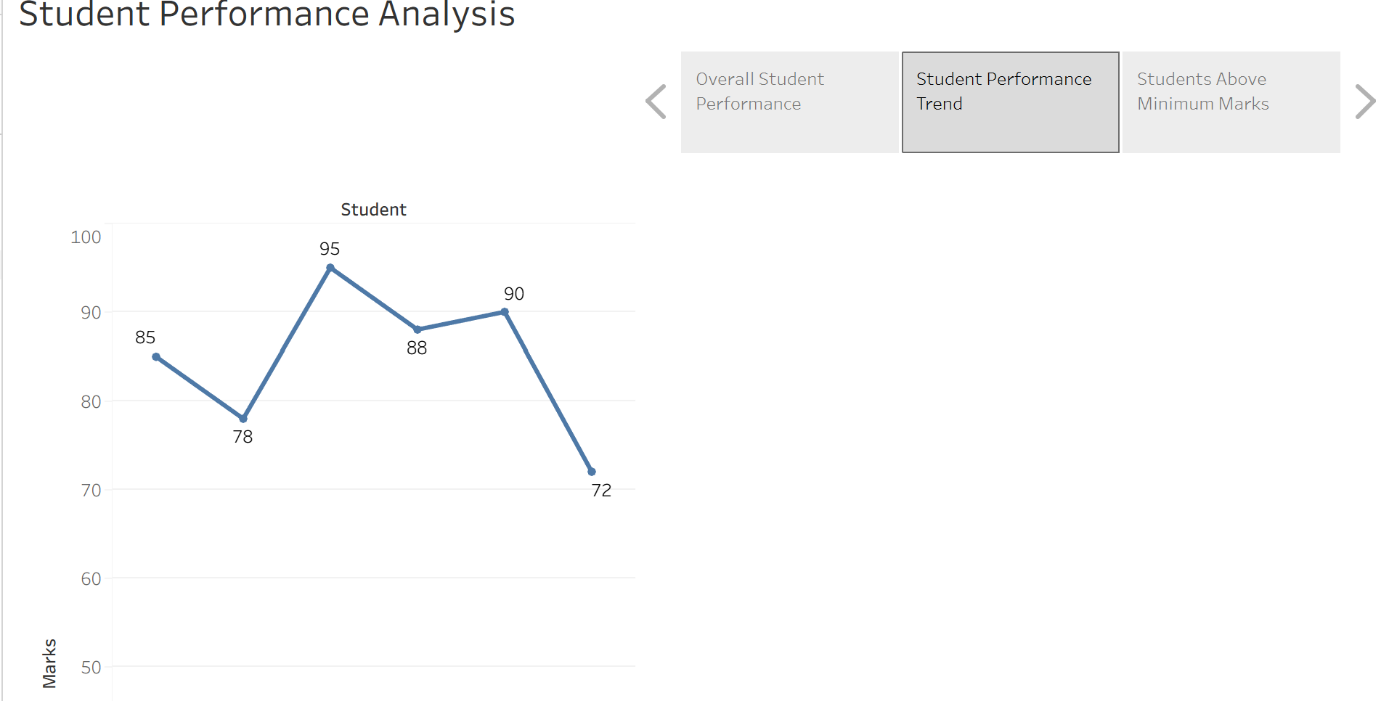 Student Performance Analysis
Overall Student
Performance
Student Performance
Trend
Students Above
Minimum Marks
Student
100
90
80
70
60
50
Marks
85
78
95
88
90
72